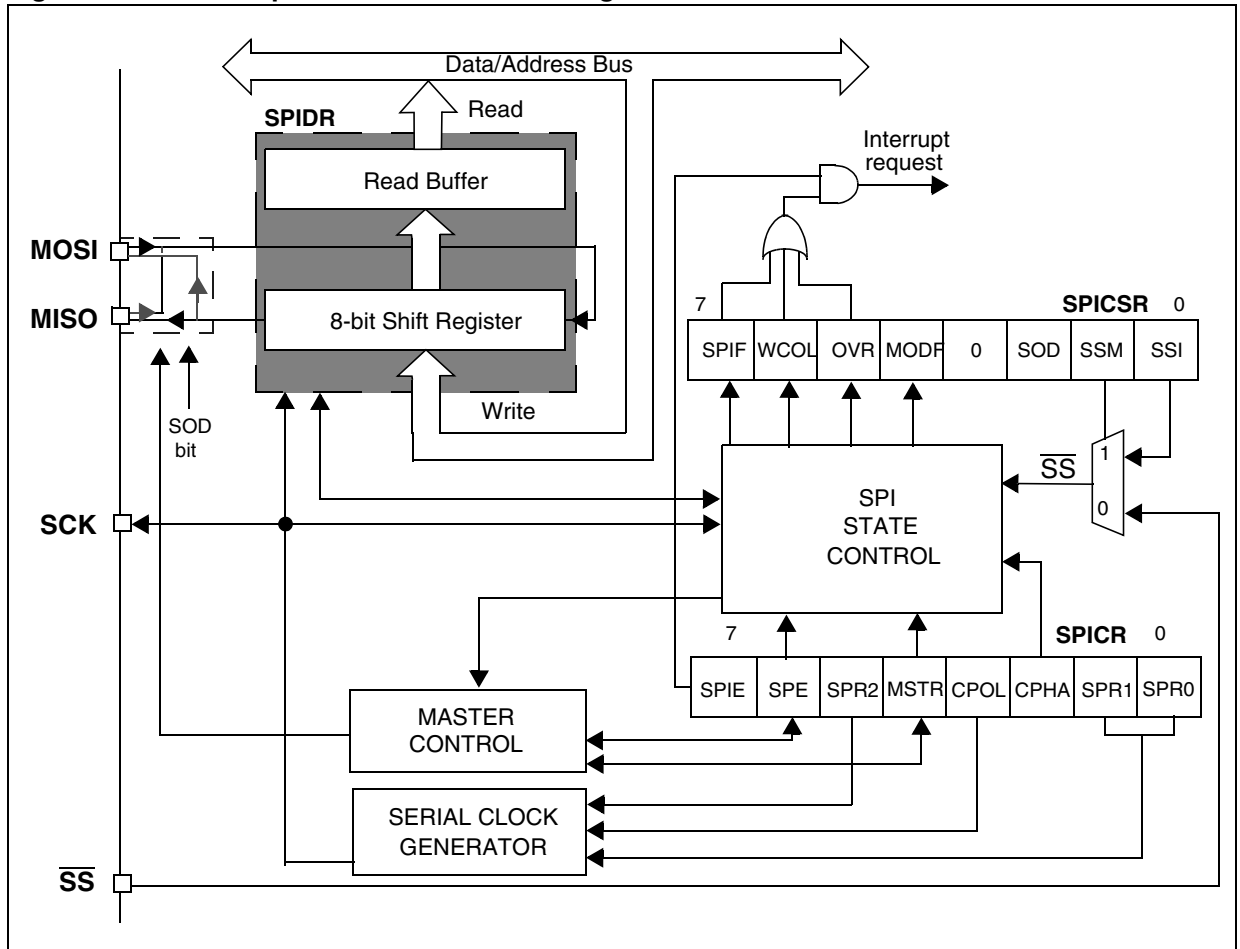 Data/Address Bus
SPIDR
Read
Read Buffer
Interrupt
request
MOSI
MISO
8-bit Shift Register
Write
SOD
bit
7
SPICSR
0
SPIF
WCOL
OVR
MODF
0
SOD
SSM
SSI
SS
1
0
SCK
SPI
STATE
CONTROL
7
SPICR
0
SPIE
SPE
SPR2
MSTR
CPOL
CPHA
SPR1
SPR0
MASTER
CONTROL
SERIAL CLOCK
GENERATOR
SS